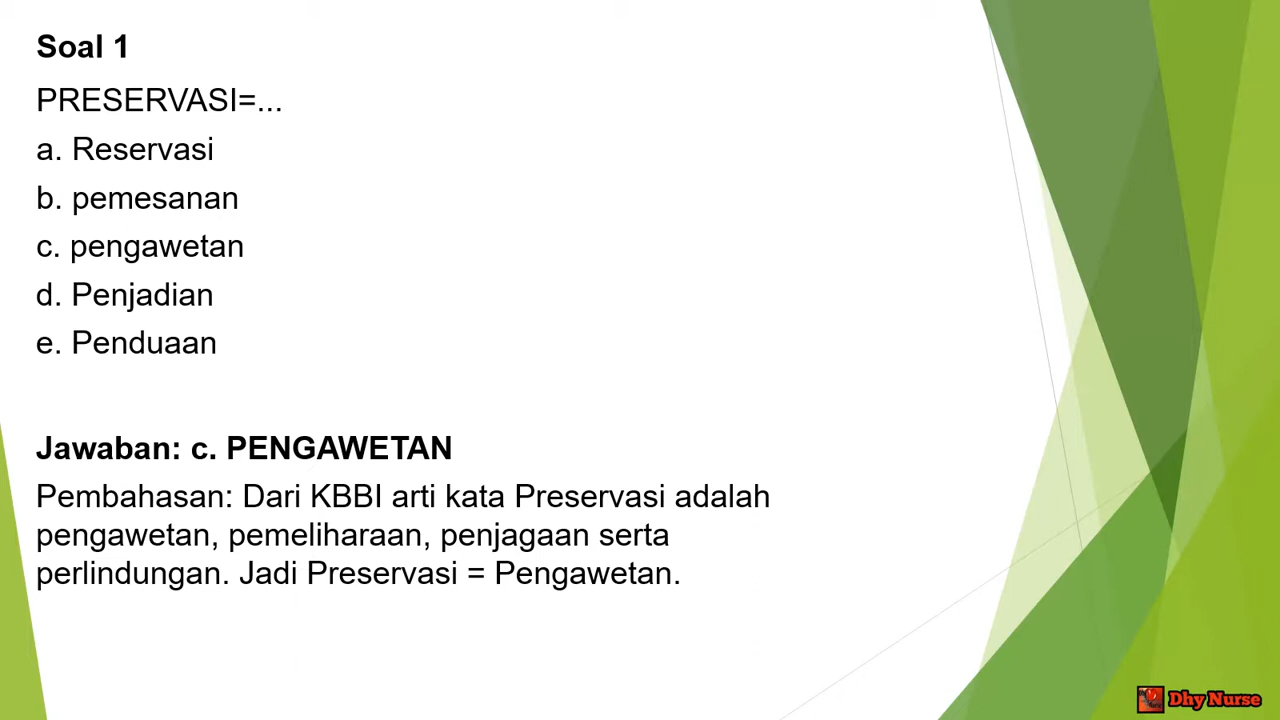 Soal 1
PRESERVASI=...
a. Reservasi
b. pemesanan
c. pengawetan
d. Penjadian
e. Penduaan
Jawaban: c. PENGAWETAN
Pembahasan: Dari KBBI arti kata Preservasi adalah
pengawetan, pemeliharaan, penjagaan serta
perlindungan. Jadi Preservasi = Pengawetan.
Dhy Nurse